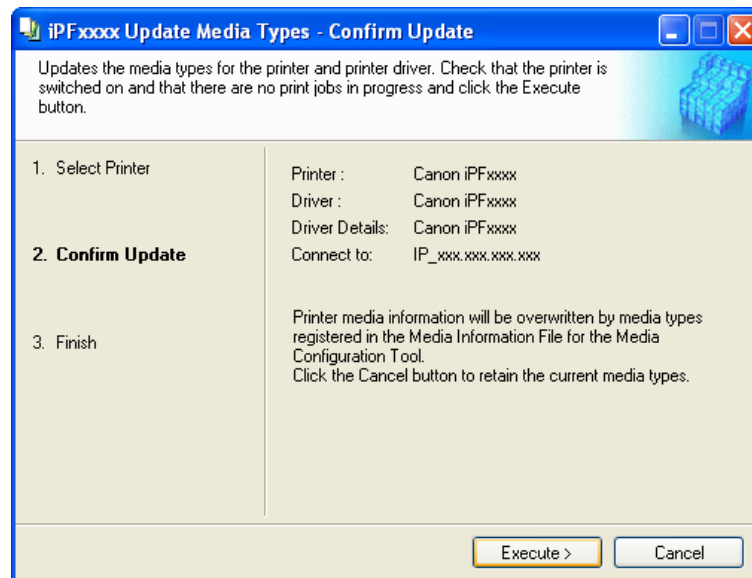 iPFxxxx Update Media Types - Confirm Update
Updates the media types for the printer and printer driver. Check that the printer is
switched on and that there are no print jobs in progress and click the Execute
button.
1. Select Printer
2. Confirm Update
3. Finish
Printer : Canon iPFxxxx
Driver : Canon iPFxxxx
Driver Details: Canon iPFxxxx
Connect to: IP_xxx.xxx.xxx.xxx
Printer media information will be overwritten by media types
registered in the Media Information File for the Media
Configuration Tool.
Click the Cancel button to retain the current media types.
Execute >
Cancel